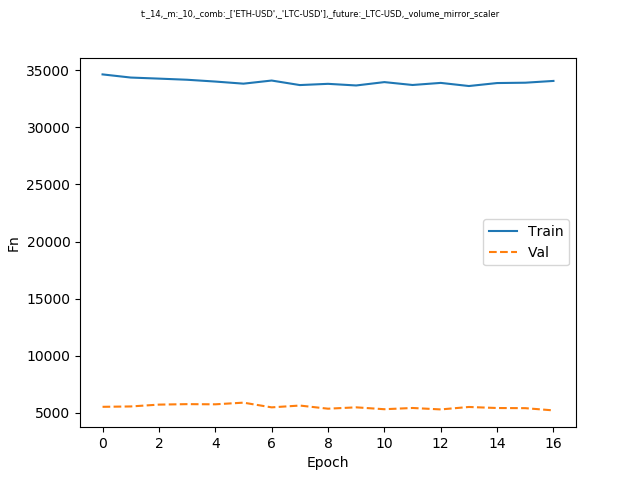 t:_14,_m:_10,_comb:_['ETH-USD',_'LTC-USD'],_future:_LTC-USD,_volume_mirror_scaler
35000
30000
25000
20000
15000
10000
5000
Fn
Train
Val
0 2 4 6 8 10 12 14 16
Epoch